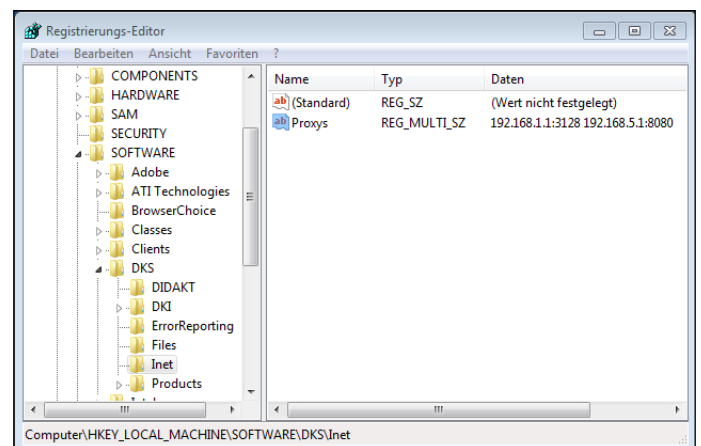 Registrierungs-Editor
Datei Bearbeiten Ansicht Favoriten ?
COMPONENTS
HARDWARE
SAM
SECURITY
SOFTWARE
Adobe
ATI Technologies
BrowserChoice
Classes
Clients
DKS
DIDAKT
DKI
ErrorReporting
Files
Inet
Products
Name Typ Daten
ab (Standard) REG_SZ (Wert nicht festgelegt)
ab Proxys REG_MULTI_SZ 192.168.1.1:3128 192.168.5.1:8080
Computer\HKEY_LOCAL_MACHINE\SOFTWARE\DKS\Inet